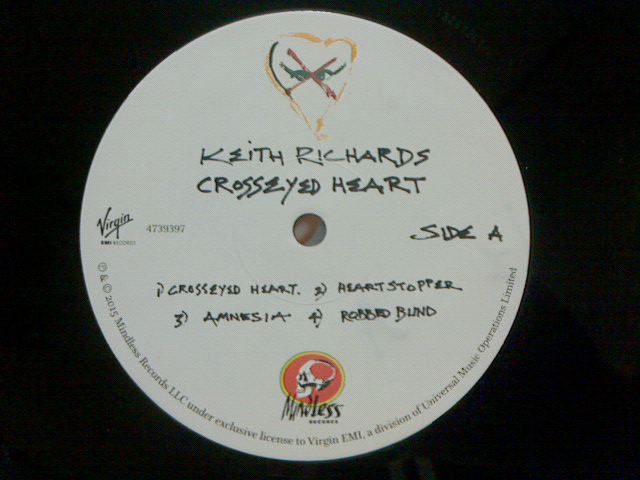 KEITH RICHARDS
CROSSEYED HEART
Virgin
EMI RECORDS
4739397
SIDE A
1) CROSSEYED HEART. 2) HEARTSTOPPER
3) AMNESIA 4) ROBBED BLIND
Mindless
RECORDS
℗ & © 2015 Mindless Records LLC under exclusive license to Virgin EMI, a division of Universal Music Operations Limited